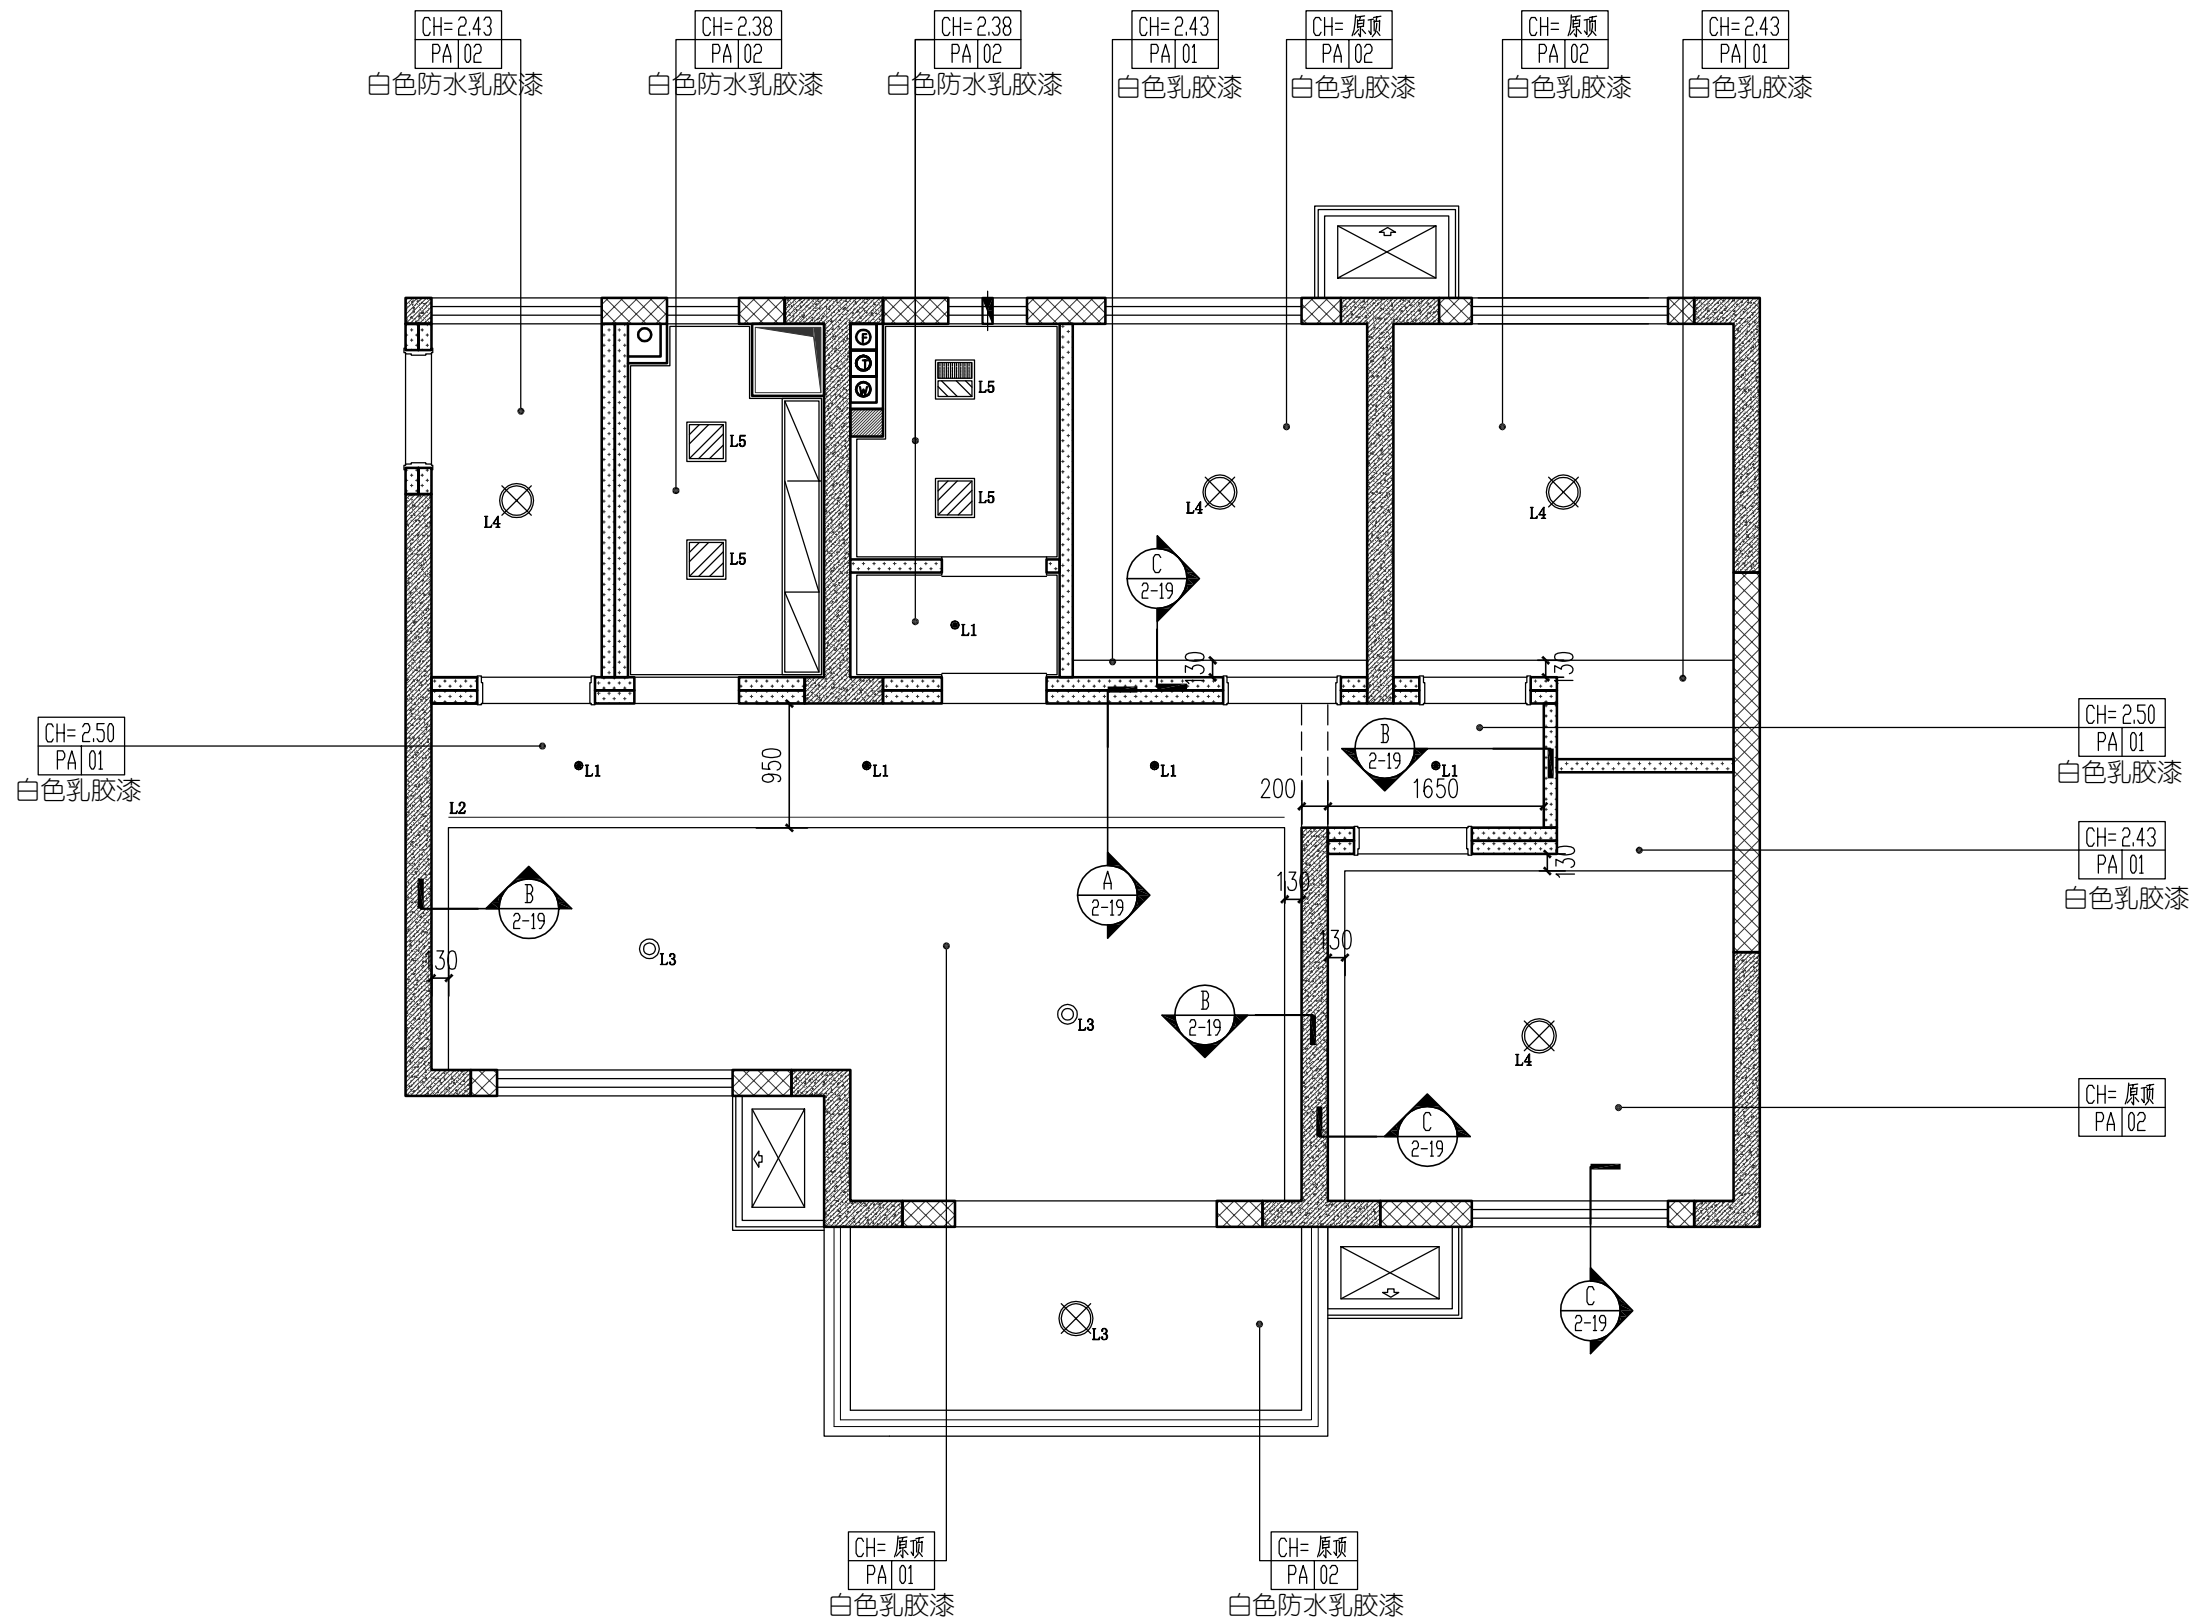 CH= 2.43
PA 02
白色防水乳胶漆
CH= 2.38
PA 02
白色防水乳胶漆
CH= 2.38
PA 02
白色防水乳胶漆
CH= 2.43
PA 01
白色乳胶漆
CH= 原顶
PA 02
白色乳胶漆
CH= 原顶
PA 02
白色乳胶漆
CH= 2.43
PA 01
白色乳胶漆
F
T
W
L5
L5
L5
L5
L4
L4
L4
C
2-19
L1
130
130
CH= 2.50
PA 01
白色乳胶漆
CH= 2.50
PA 01
白色乳胶漆
B
2-19
950
L1
L1
L1
L1
200
1650
L2
CH= 2.43
PA 01
白色乳胶漆
130
A
2-19
130
B
2-19
130
130
L3
B
2-19
L3
L4
CH= 原顶
PA 02
C
2-19
C
2-19
L3
CH= 原顶
PA 01
白色乳胶漆
CH= 原顶
PA 02
白色防水乳胶漆